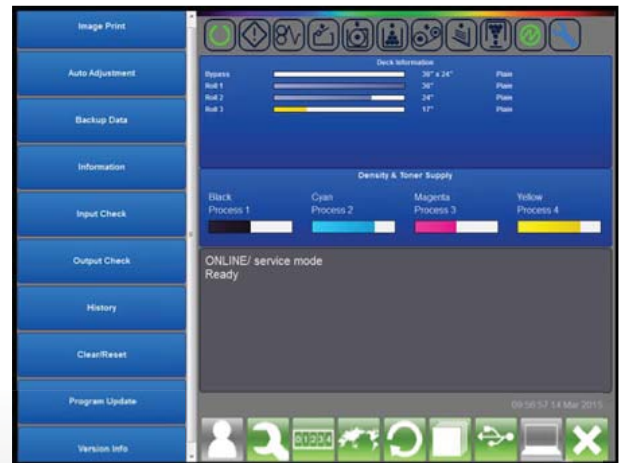 Image Print
Auto Adjustment
Backup Data
Information
Input Check
Output Check
History
Clear/Reset
Program Update
Version Info
Deck Information
Bypass 36" x 24" Plain
Roll 1 36" Plain
Roll 2 24" Plain
Roll 3 17" Plain
Density & Toner Supply
Black Cyan Magenta Yellow
Process 1 Process 2 Process 3 Process 4
ONLINE/ service mode
Ready
09:56:57 14 Mar 2015
01234